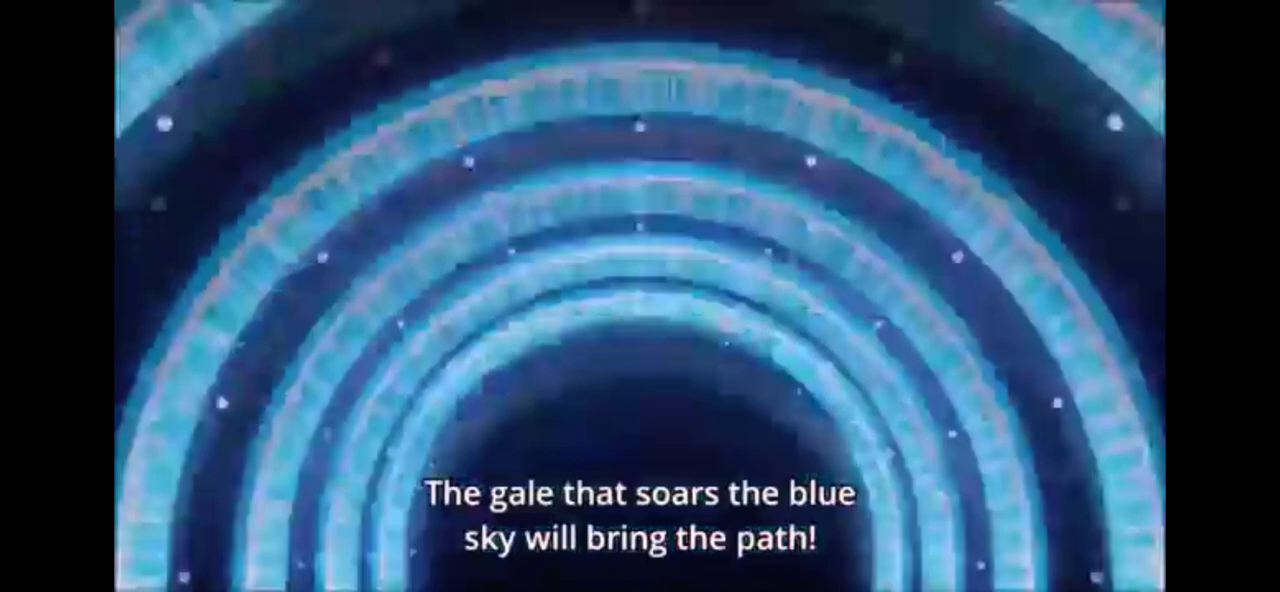 The gale that soars the blue
sky will bring the path!